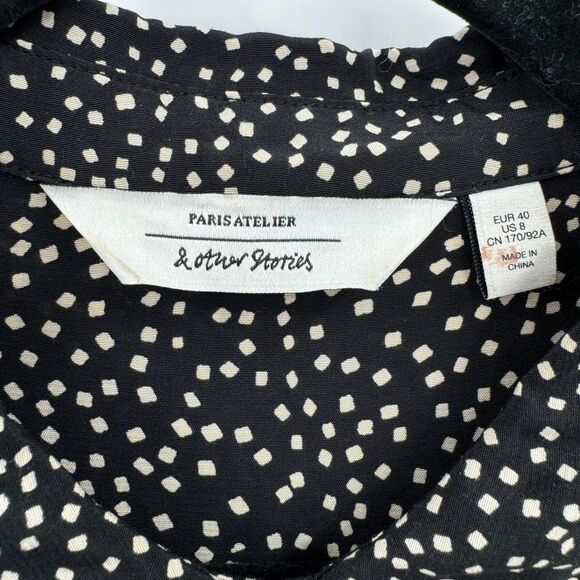 PARIS ATELIER
& Other Stories
EUR 40
US 8
CN 170/92A
MADE IN
CHINA